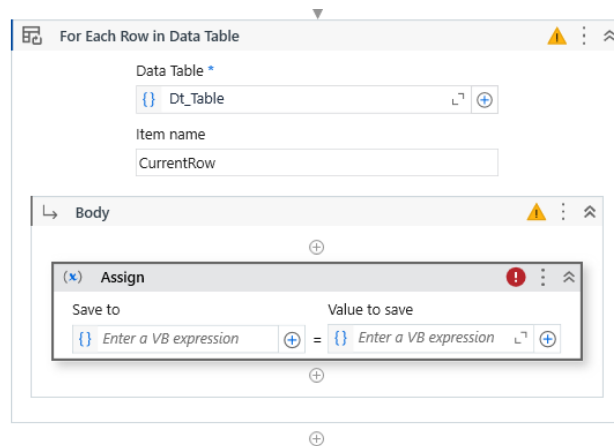 For Each Row in Data Table
Data Table *
{} Dt_Table
Item name
CurrentRow
Body
(x) Assign
Save to Value to save
{} Enter a VB expression = {} Enter a VB expression